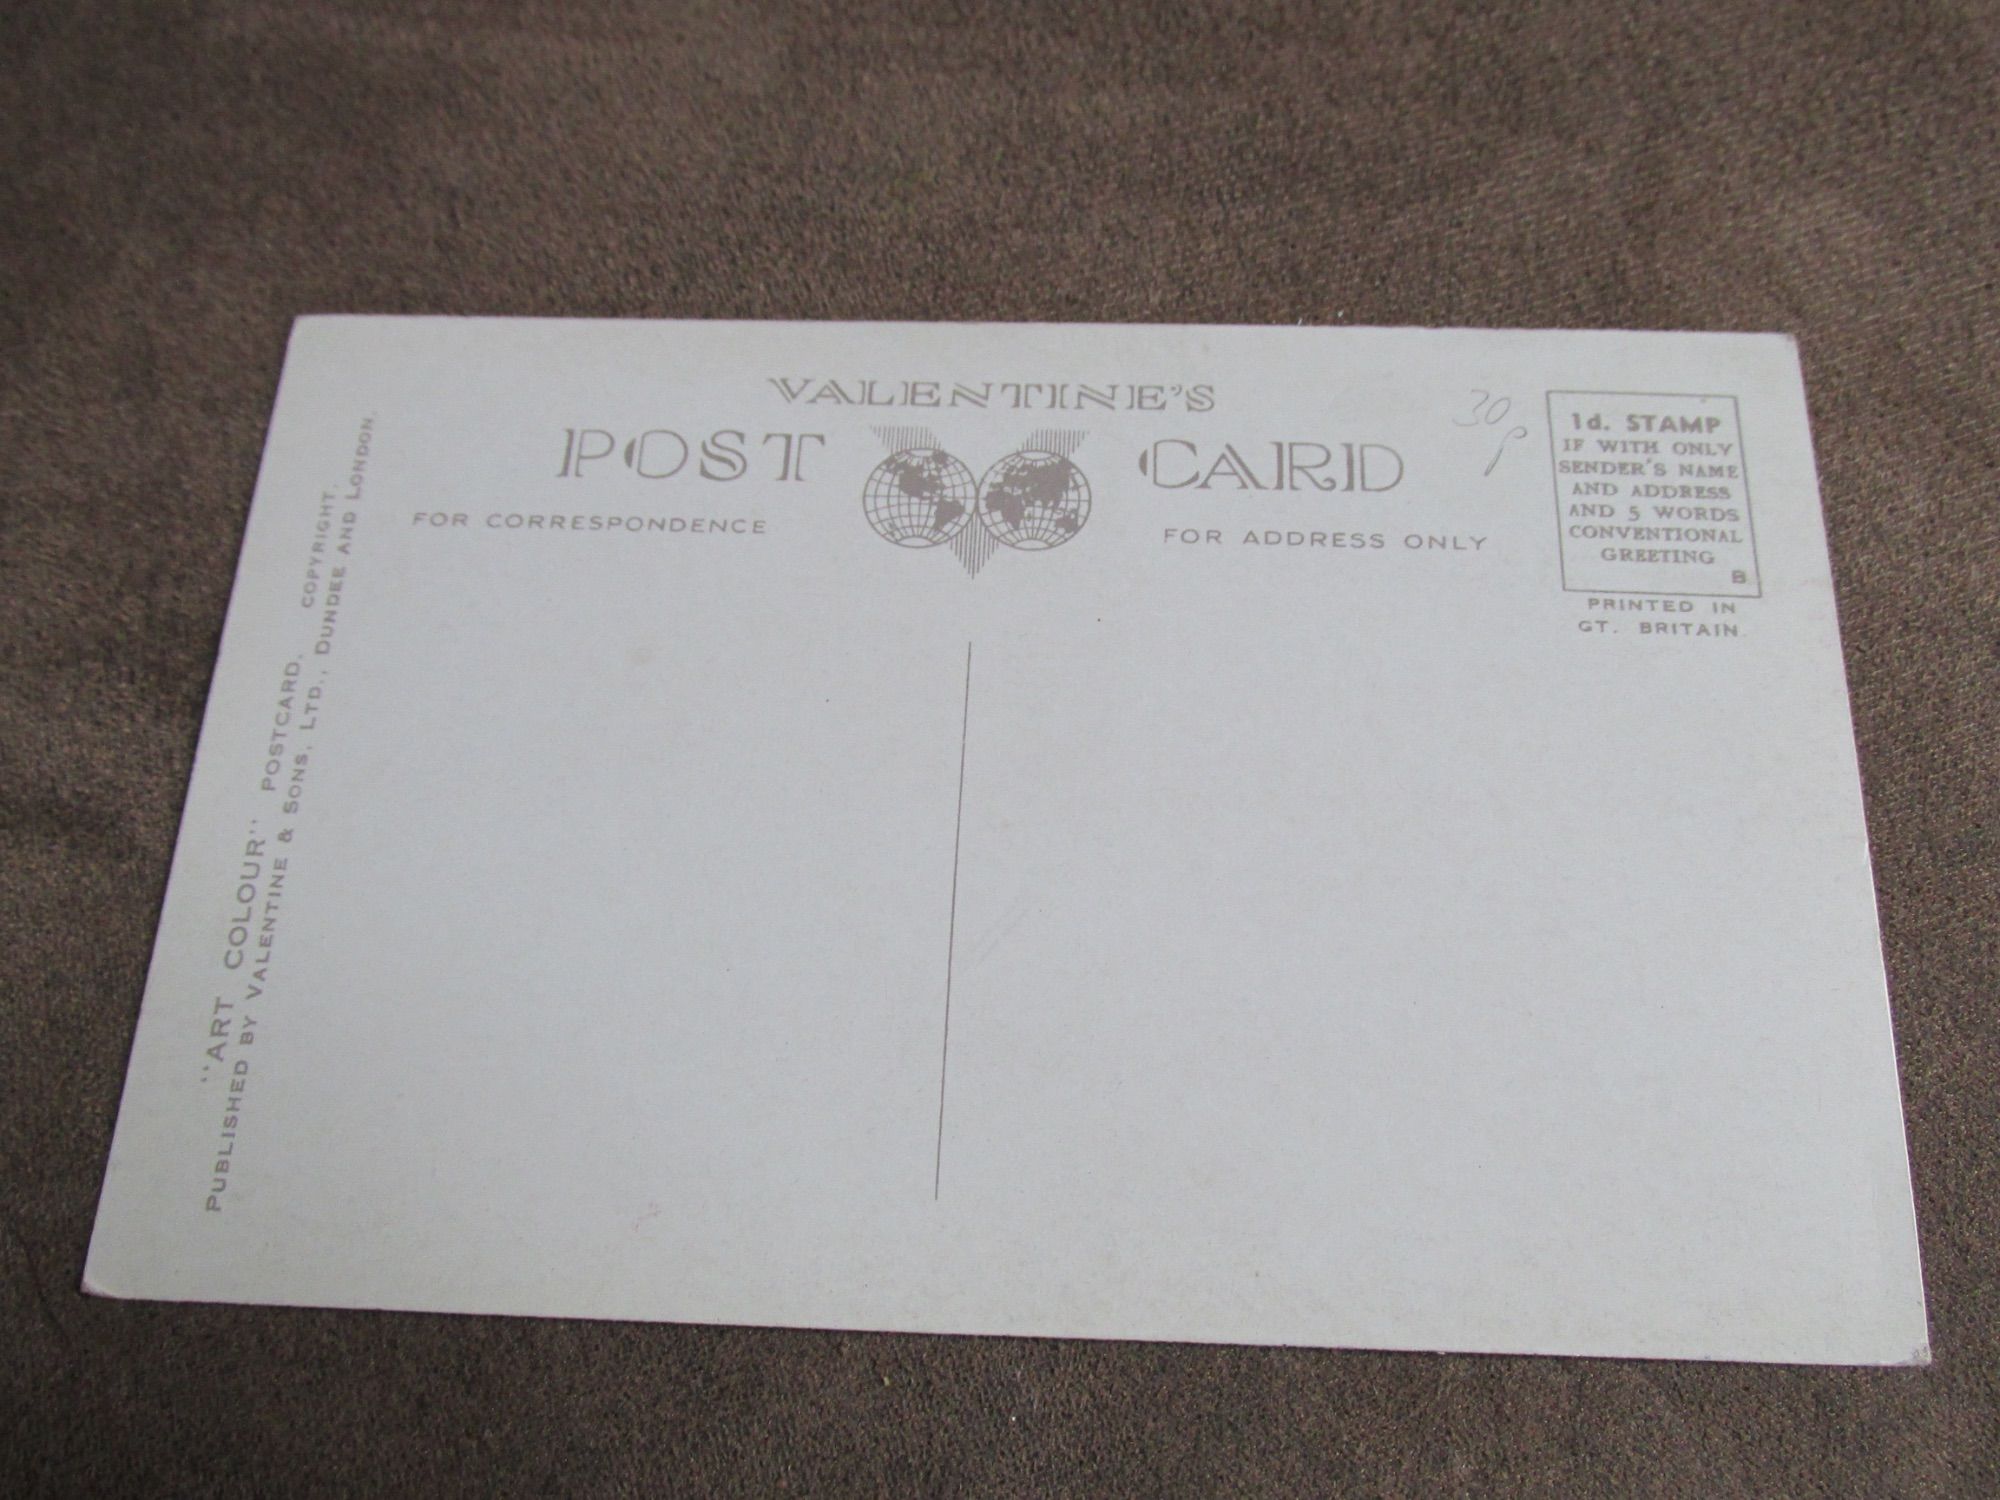 VALENTINE'S
POST CARD
FOR CORRESPONDENCE
FOR ADDRESS ONLY
30
P
1d. STAMP
IF WITH ONLY
SENDER'S NAME
AND ADDRESS
AND 5 WORDS
CONVENTIONAL
GREETING
B
PRINTED IN
GT. BRITAIN.
"ART COLOUR" POSTCARD. COPYRIGHT.
PUBLISHED BY VALENTINE & SONS, LTD., DUNDEE AND LONDON.